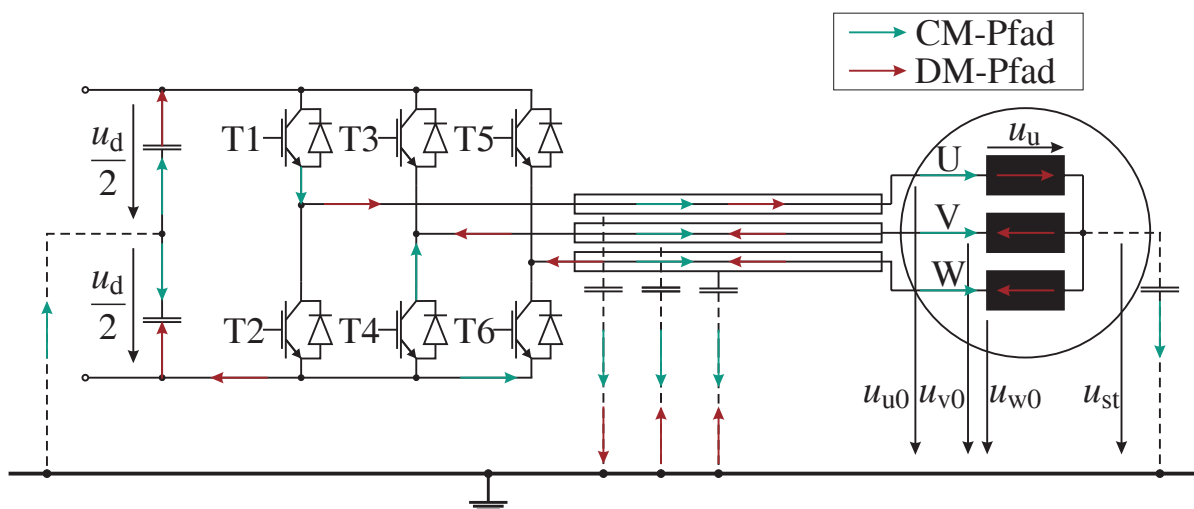 CM-Pfad
DM-Pfad
T1 T3 T5
u_d/2
U u_u
V
W
u_d/2
T2 T4 T6
u_u0 u_v0 u_w0 u_st